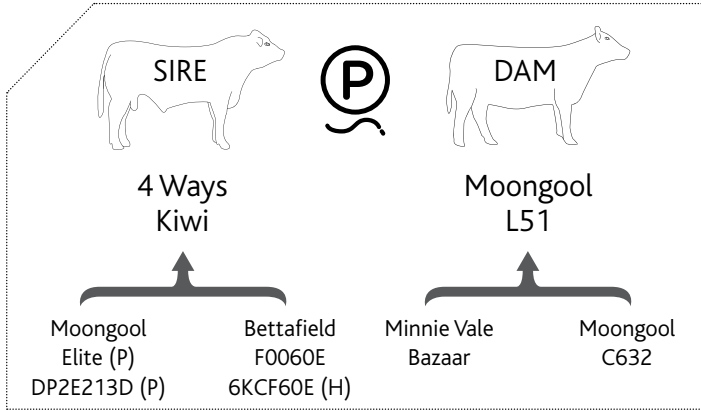 SIRE
P
DAM
4 Ways
Kiwi
Moongool
L51
Moongool
Elite (P)
DP2E213D (P)
Bettafield
F0060E
6KCF60E (H)
Minnie Vale
Bazaar
Moongool
C632